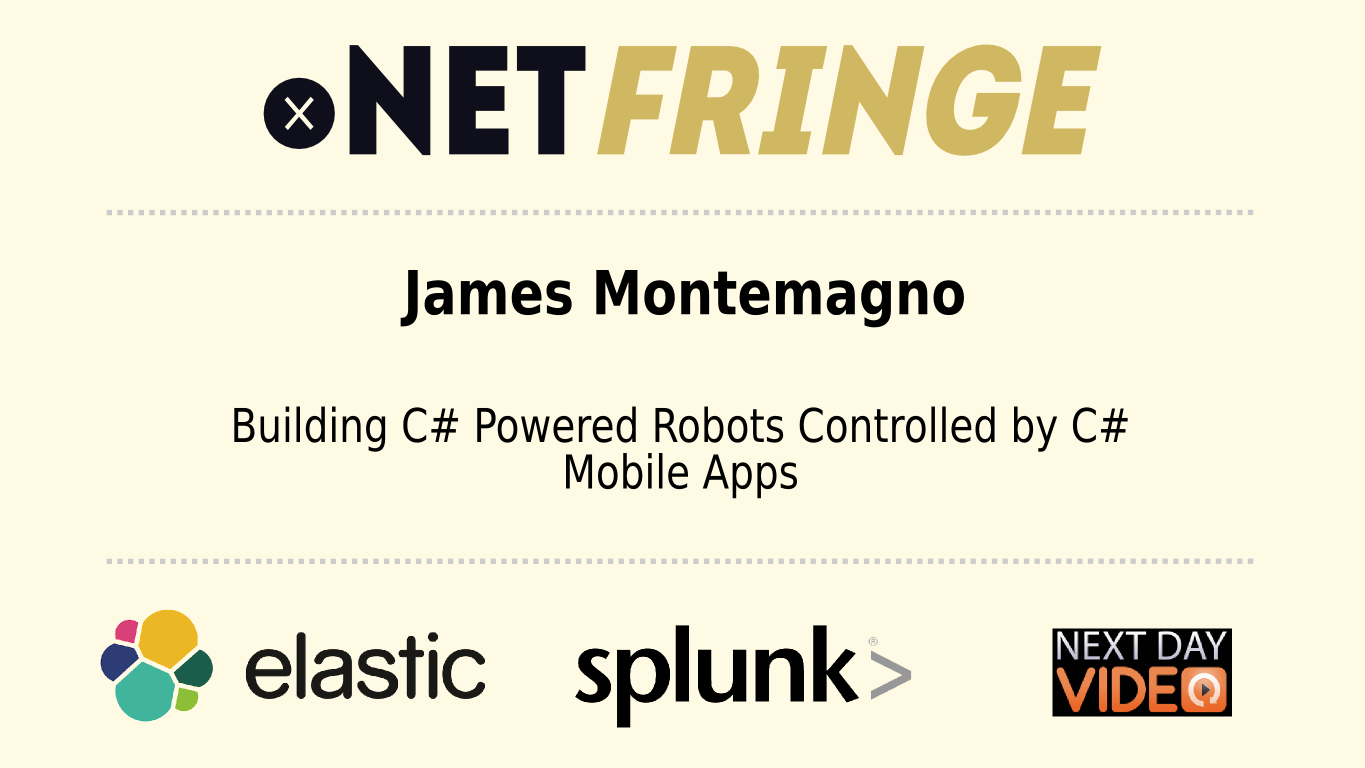 .NET FRINGE
James Montemagno
Building C# Powered Robots Controlled by C#
Mobile Apps
elastic
splunk>®
NEXT DAY
VIDEO